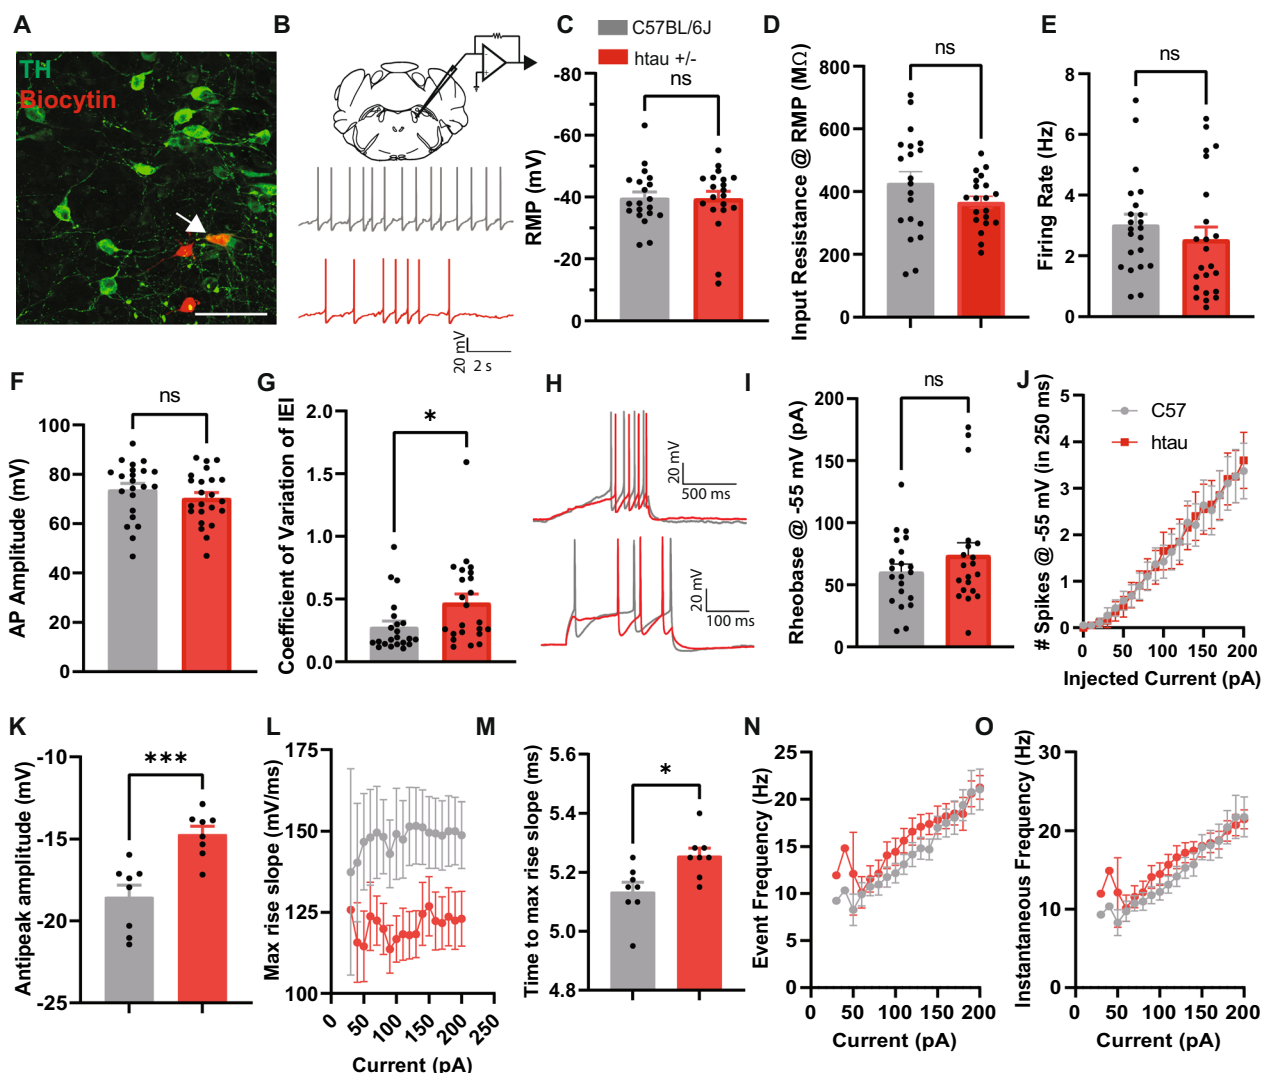 A
TH
Biocytin
B
20 mV
2 s
C57BL/6J
htau +/-
C
ns
RMP (mV)
-80
-60
-40
-20
0
D
ns
Input Resistance @ RMP (MΩ)
800
600
400
200
0
E
ns
Firing Rate (Hz)
8
6
4
2
0
F
ns
AP Amplitude (mV)
100
80
60
40
20
0
G
*
Coefficient of Variation of IEI
2.0
1.5
1.0
0.5
0.0
H
20 mV
500 ms
20 mV
100 ms
I
ns
Rheobase @ -55 mV (pA)
200
150
100
50
0
J
C57
htau
# Spikes @ -55 mV (in 250 ms)
5
4
3
2
1
0
0 50 100 150 200
Injected Current (pA)
K
***
Antipeak amplitude (mV)
-10
-15
-20
-25
L
Max rise slope (mV/ms)
175
150
125
100
0 50 100 150 200 250
Current (pA)
M
*
Time to max rise slope (ms)
5.6
5.4
5.2
5.0
4.8
N
Event Frequency (Hz)
25
20
15
10
5
0
0 50 100 150 200
Current (pA)
O
Instantaneous Frequency (Hz)
30
20
10
0
0 50 100 150 200
Current (pA)